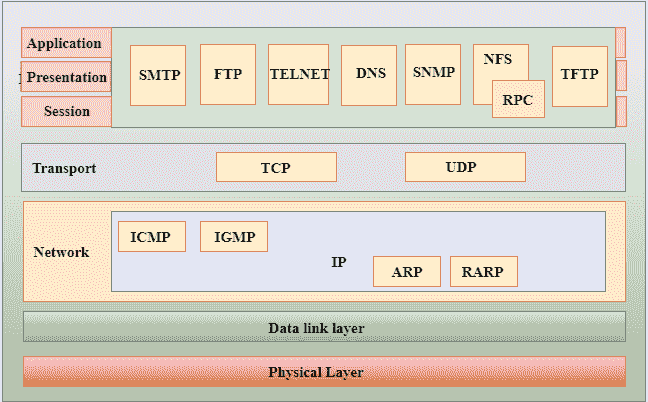 Application
Presentation
Session
SMTP
FTP
TELNET
DNS
SNMP
NFS
RPC
TFTP
Transport
TCP
UDP
Network
ICMP
IGMP
IP
ARP
RARP
Data link layer
Physical Layer